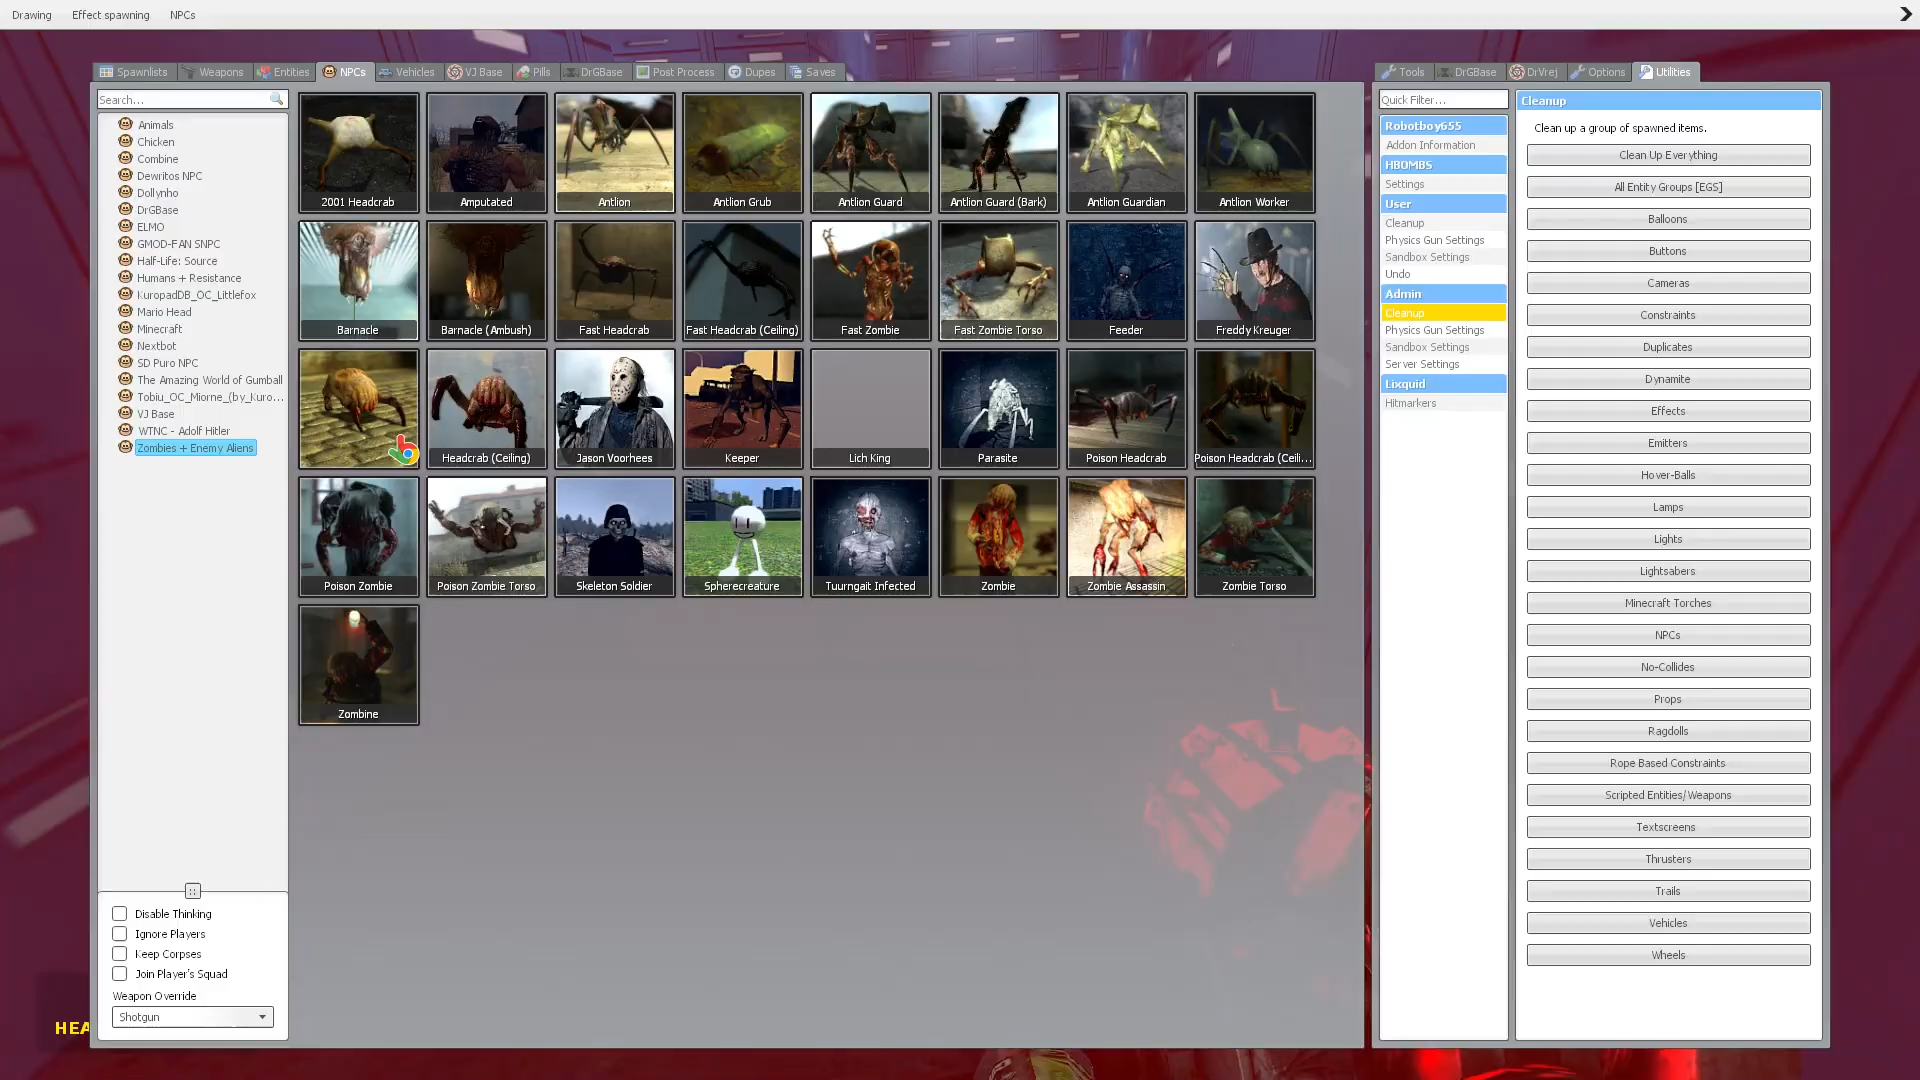 Drawing Effect spawning NPCs
Spawnlists Weapons Entities NPCs Vehicles VJ Base Pills DrGBase Post Process Dupes Saves
Search...
Animals
Chicken
Combine
Dewritos NPC
Dollynho
DrGBase
ELMO
GMOD-FAN SNPC
Half-Life: Source
Humans + Resistance
KuropadDB_OC_Littlefox
Mario Head
Minecraft
Nextbot
SD Puro NPC
The Amazing World of Gumball
Tobiu_OC_Miorne_(by_Kuro...
VJ Base
WTNC - Adolf Hitler
Zombies + Enemy Aliens
Disable Thinking
Ignore Players
Keep Corpses
Join Player's Squad
Weapon Override
Shotgun
HEA
2001 Headcrab Amputated Antlion Antlion Grub Antlion Guard Antlion Guard (Bark) Antlion Guardian Antlion Worker
Barnacle Barnacle (Ambush) Fast Headcrab Fast Headcrab (Ceiling) Fast Zombie Fast Zombie Torso Feeder Freddy Kreuger
Headcrab (Ceiling) Jason Voorhees Keeper Lich King Parasite Poison Headcrab Poison Headcrab (Ceili...
Poison Zombie Poison Zombie Torso Skeleton Soldier Spherecreature Tuurngait Infected Zombie Zombie Assassin Zombie Torso
Zombine
Tools DrGBase DrVrej Options Utilities
Quick Filter...
Robotboy655
Addon Information
HBOMBS
Settings
User
Cleanup
Physics Gun Settings
Sandbox Settings
Undo
Admin
Cleanup
Physics Gun Settings
Sandbox Settings
Server Settings
Lixquid
Hitmarkers
Cleanup
Clean up a group of spawned items.
Clean Up Everything
All Entity Groups [EGS]
Balloons
Buttons
Cameras
Constraints
Duplicates
Dynamite
Effects
Emitters
Hover-Balls
Lamps
Lights
Lightsabers
Minecraft Torches
NPCs
No-Collides
Props
Ragdolls
Rope Based Constraints
Scripted Entities/Weapons
Textscreens
Thrusters
Trails
Vehicles
Wheels